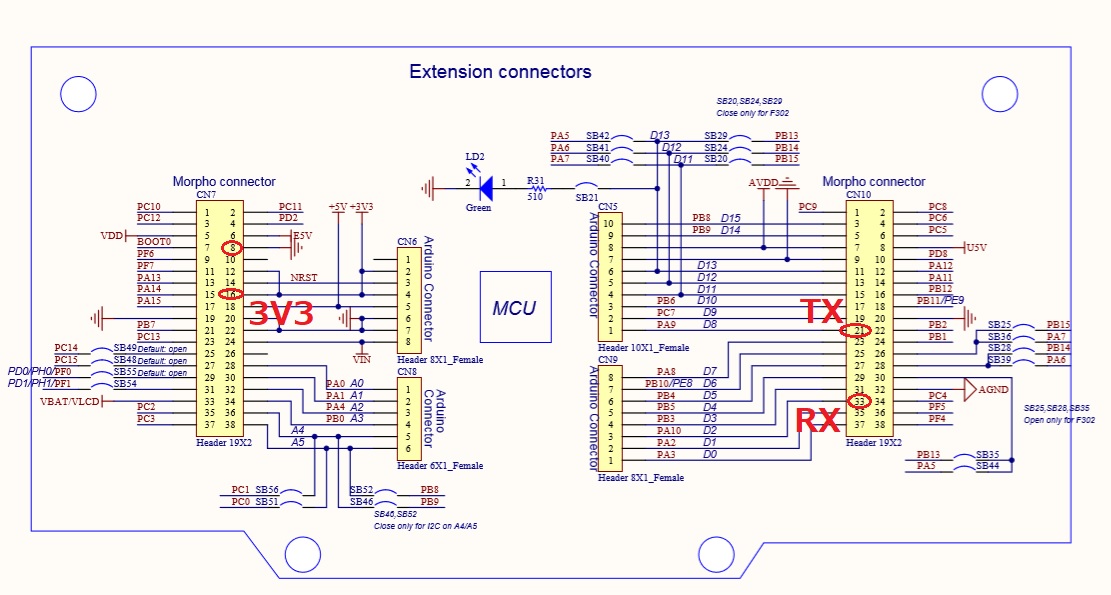 Extension connectors
SB20,SB24,SB29
Close only for F302
PA5 SB42 D13 SB29 PB13
PA6 SB41 D12 SB24 PB14
PA7 SB40 D11 SB20 PB15
LD2
2 1 R31
510
SB21
Green
Morpho connector
CN7
PC10 1 2 PC11
PC12 3 4 PD2
VDD 5 6 E5V
BOOT0 7 8
PF6 9 10
PF7 11 12
PA13 13 14 NRST
PA14 15 16
PA15 17 18
19 20
PB7 21 22
PC13 23 24
PC14 SB49 Default: open 25 26
PC15 SB48 Default: open 27 28
PD0/PH0/PF0 SB55 Default: open 29 30
PD1/PH1/PF1 SB54 31 32
VBAT/VLCD 33 34
PC2 35 36
PC3 37 38
Header 19X2
3V3
+5V +3V3
CN6
1
2
3
4
5
6
7
8
Arduino Connector
Header 8X1_Female
VIN
CN8
PA0 A0 1
PA1 A1 2
PA4 A2 3
PB0 A3 4
A4 5
A5 6
Arduino Connector
Header 6X1_Female
PC1 SB56 SB52 PB8
PC0 SB51 SB46 PB9
SB46,SB52
Close only for I2C on A4/A5
MCU
CN5
Arduino Connector
10 PB8 D15
9 PB9 D14
8
7
6 D13
5 D12
4 D11
3 PB6 D10
2 PC7 D9
1 PA9 D8
Header 10X1_Female
CN9
Arduino Connector
8 PA8 D7
7 PB10/PE8 D6
6 PB4 D5
5 PB5 D4
4 PB3 D3
3 PA10 D2
2 PA2 D1
1 PA3 D0
Header 8X1_Female
AVDD
Morpho connector
CN10
PC9 1 2 PC8
3 4 PC6
5 6 PC5
7 8 U5V
9 10 PD8
11 12 PA12
13 14 PA11
15 16 PB12
17 18 PB11/PE9
19 20
21 22 PB2
23 24 PB1
25 26
27 28
29 30
31 32 AGND
33 34 PC4
35 36 PF5
37 38 PF4
Header 19X2
TX
RX
SB25 PB15
SB36 PA7
SB28 PB14
SB39 PA6
SB25,SB28,SB35
Open only for F302
PB13 SB35
PA5 SB44